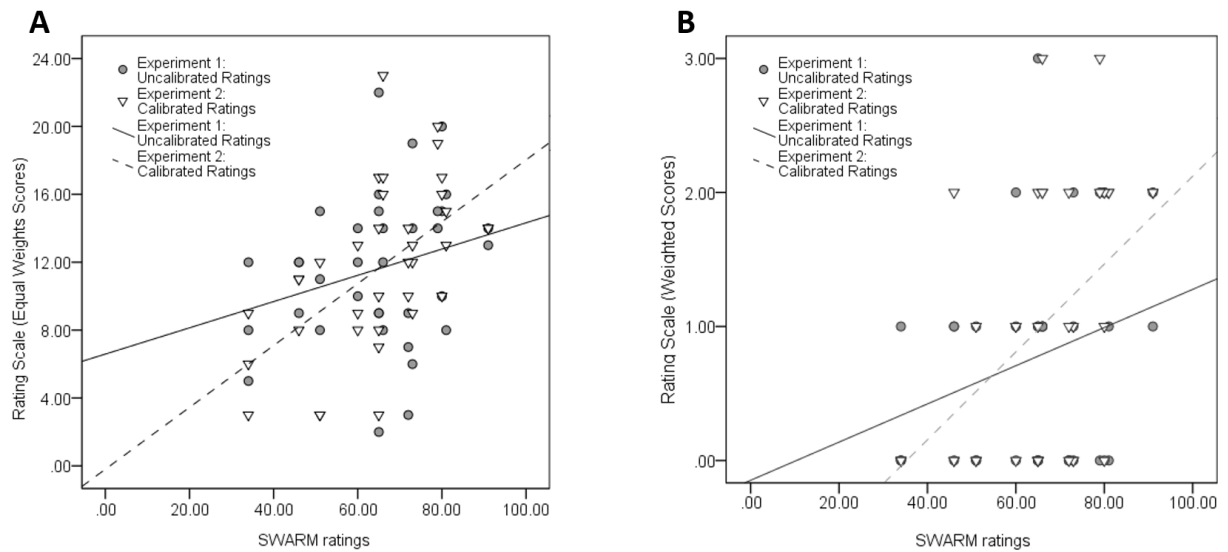 A
Rating Scale (Equal Weights Scores)
24.00
20.00
16.00
12.00
8.00
4.00
.00
Experiment 1:
Uncalibrated Ratings
Experiment 2:
Calibrated Ratings
Experiment 1:
Uncalibrated Ratings
Experiment 2:
Calibrated Ratings
.00 20.00 40.00 60.00 80.00 100.00
SWARM ratings
B
Rating Scale (Weighted Scores)
3.00
2.00
1.00
.00
Experiment 1:
Uncalibrated Ratings
Experiment 2:
Calibrated Ratings
Experiment 1:
Uncalibrated Ratings
Experiment 2:
Calibrated Ratings
.00 20.00 40.00 60.00 80.00 100.00
SWARM ratings